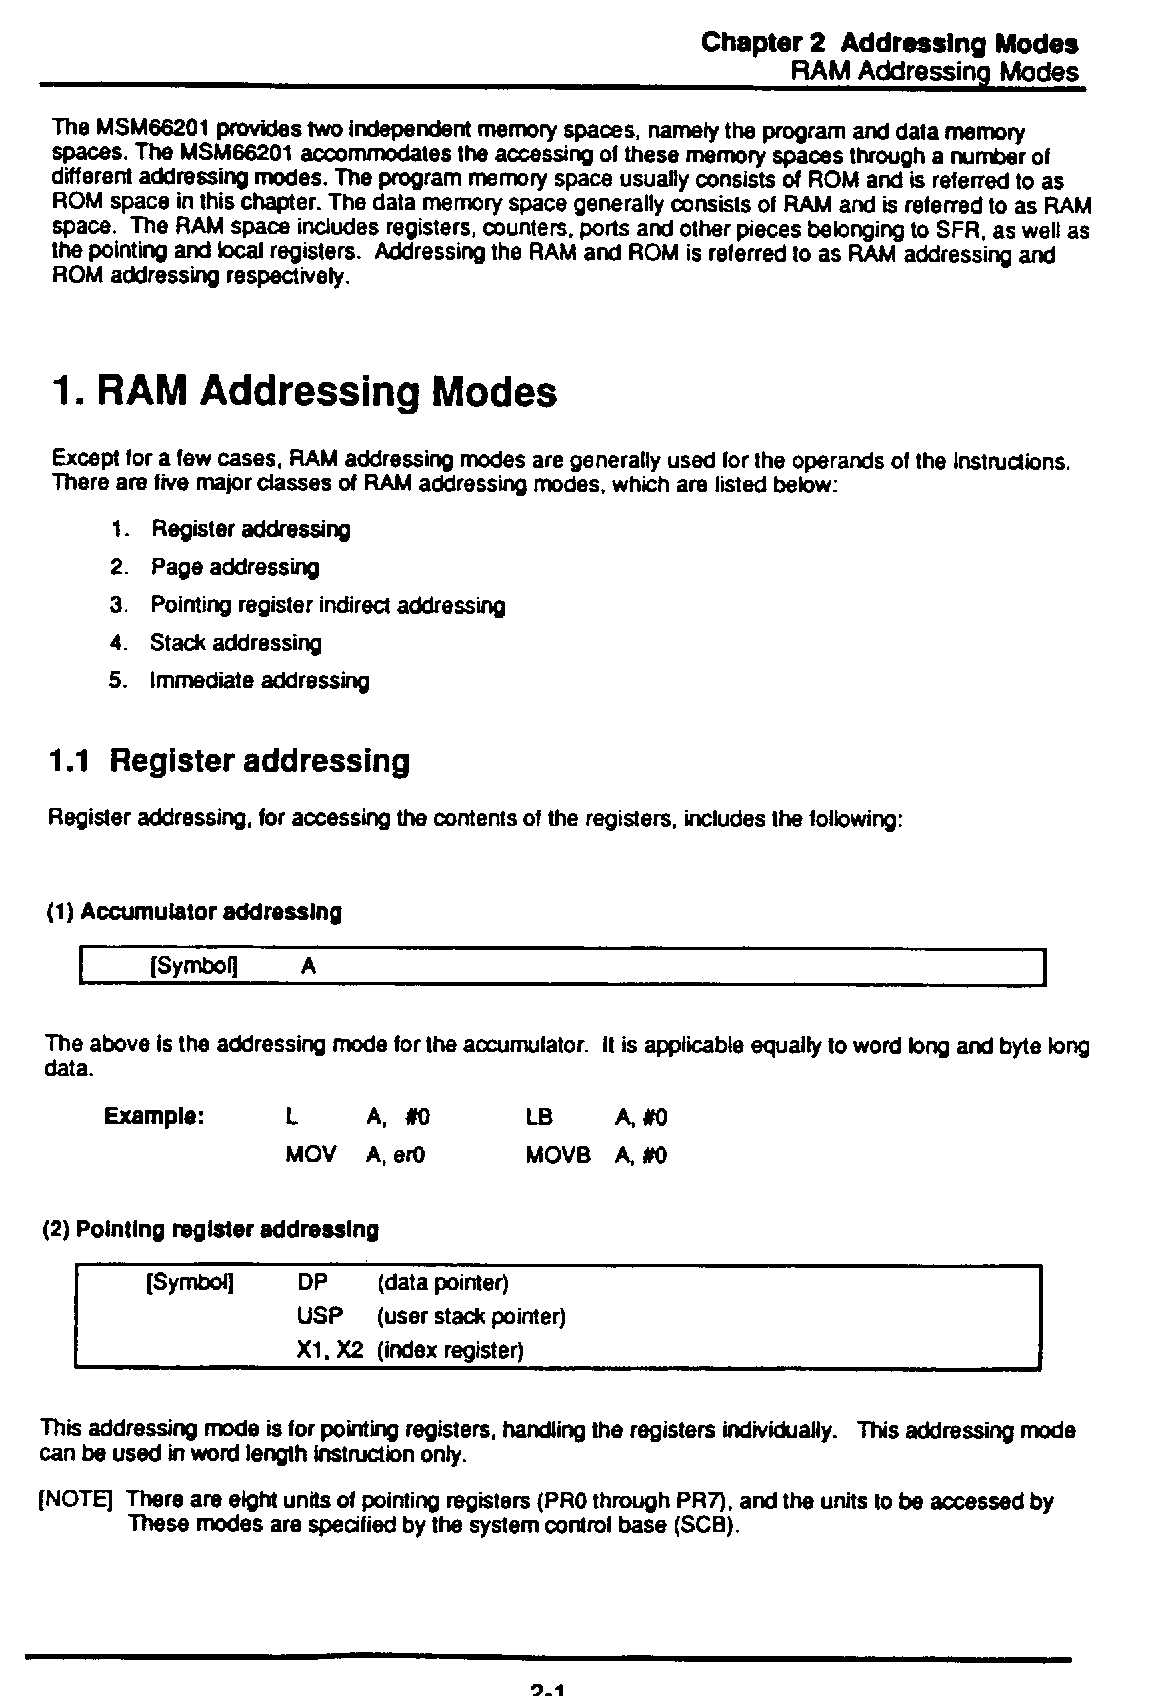 Chapter 2 Addressing Modes
RAM Addressing Modes
The MSM66201 provides two independent memory spaces, namely the program and data memory
spaces. The MSM66201 accommodates the accessing of these memory spaces through a number of
different addressing modes. The program memory space usually consists of ROM and is referred to as
ROM space in this chapter. The data memory space generally consists of RAM and is referred to as RAM
space. The RAM space includes registers, counters, ports and other pieces belonging to SFR, as well as
the pointing and local registers. Addressing the RAM and ROM is referred to as RAM addressing and
ROM addressing respectively.
1. RAM Addressing Modes
Except for a few cases, RAM addressing modes are generally used for the operands of the instructions.
There are five major classes of RAM addressing modes, which are listed below:
1. Register addressing
2. Page addressing
3. Pointing register indirect addressing
4. Stack addressing
5. Immediate addressing
1.1 Register addressing
Register addressing, for accessing the contents of the registers, includes the following:
(1) Accumulator addressing
[Symbol] A
The above is the addressing mode for the accumulator. It is applicable equally to word long and byte long
data.
Example: L A, #0 LB A, #0
MOV A, er0 MOVB A, #0
(2) Pointing register addressing
[Symbol] DP (data pointer)
USP (user stack pointer)
X1, X2 (index register)
This addressing mode is for pointing registers, handling the registers individually. This addressing mode
can be used in word length instruction only.
[NOTE] There are eight units of pointing registers (PR0 through PR7), and the units to be accessed by
These modes are specified by the system control base (SCB).
2-1